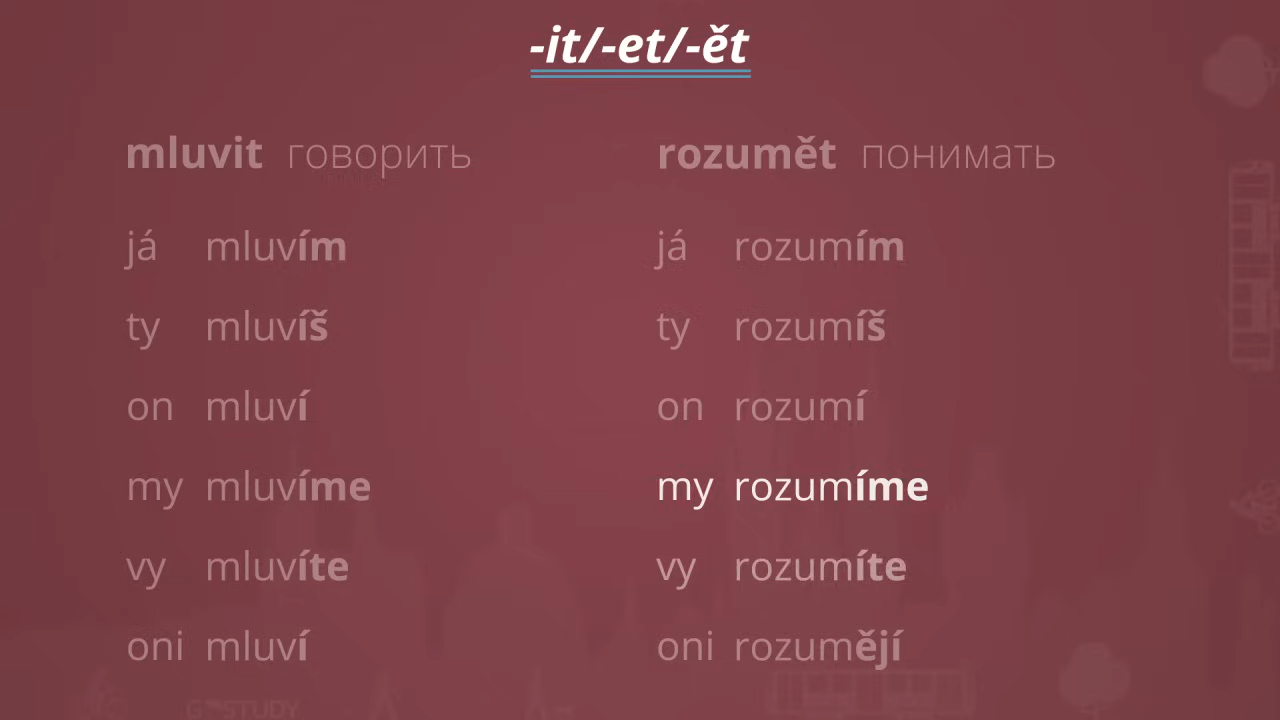 -it/-et/-ět
mluvit говорить
já mluvím
ty mluvíš
on mluví
my mluvíme
vy mluvíte
oni mluví
rozumět понимать
já rozumím
ty rozumíš
on rozumí
my rozumíme
vy rozumíte
oni rozumějí